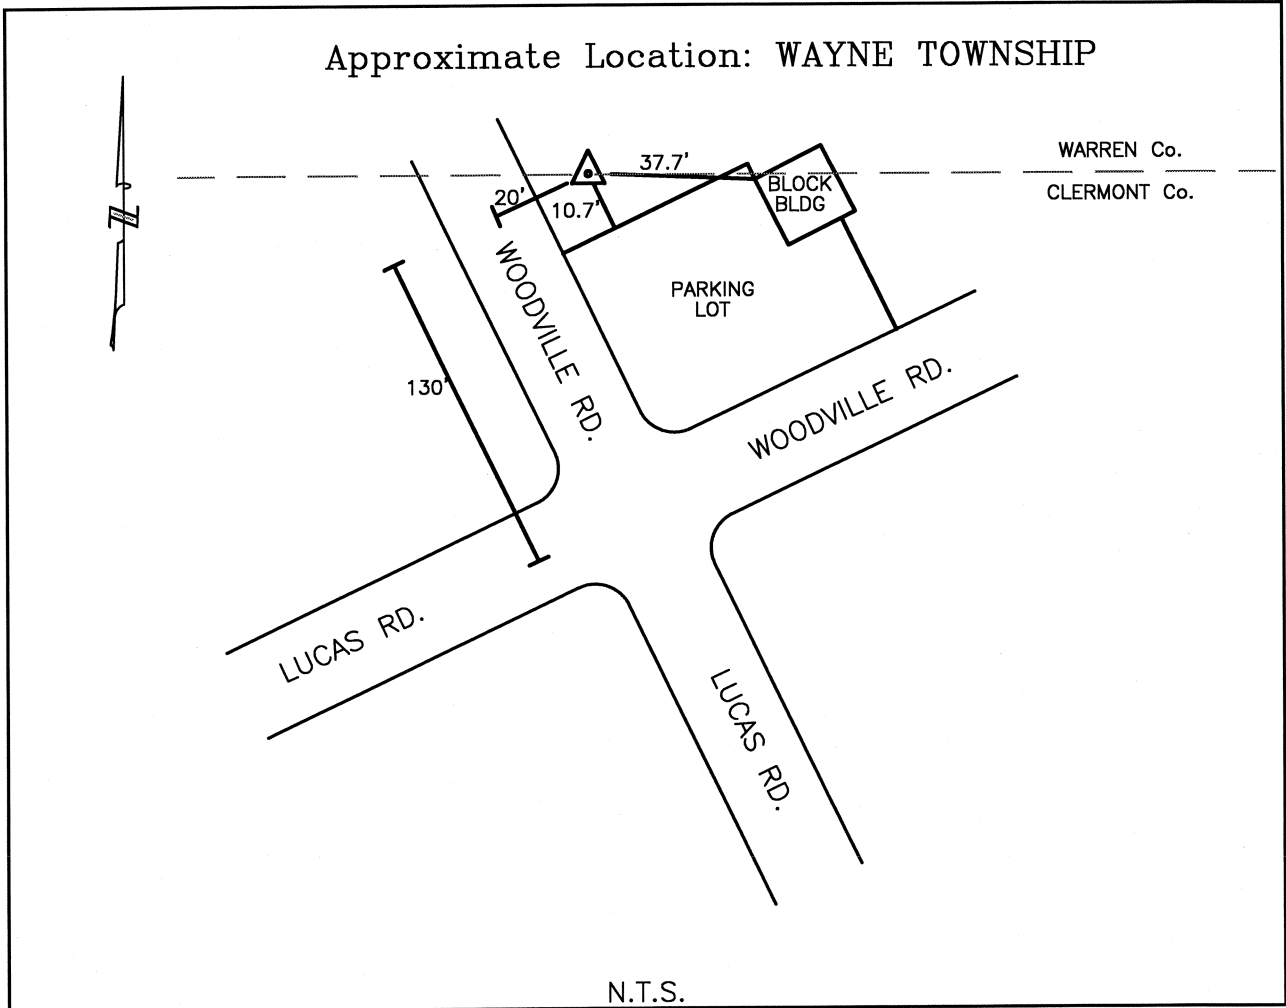 Approximate Location: WAYNE TOWNSHIP
N
WARREN Co.
CLERMONT Co.
37.7'
20'
10.7'
BLOCK
BLDG
PARKING
LOT
WOODVILLE RD.
130'
WOODVILLE RD.
LUCAS RD.
LUCAS RD.
N.T.S.